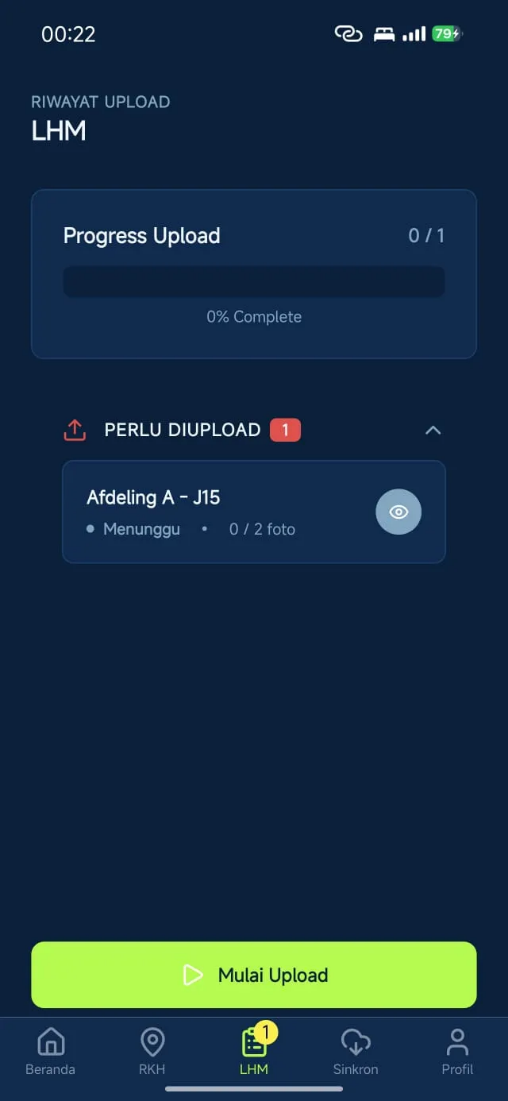 00:22
79
RIWAYAT UPLOAD
LHM
Progress Upload 0 / 1
0% Complete
PERLU DIUPLOAD 1
Afdeling A - J15
• Menunggu • 0 / 2 foto
Mulai Upload
1
Beranda RKH LHM Sinkron Profil